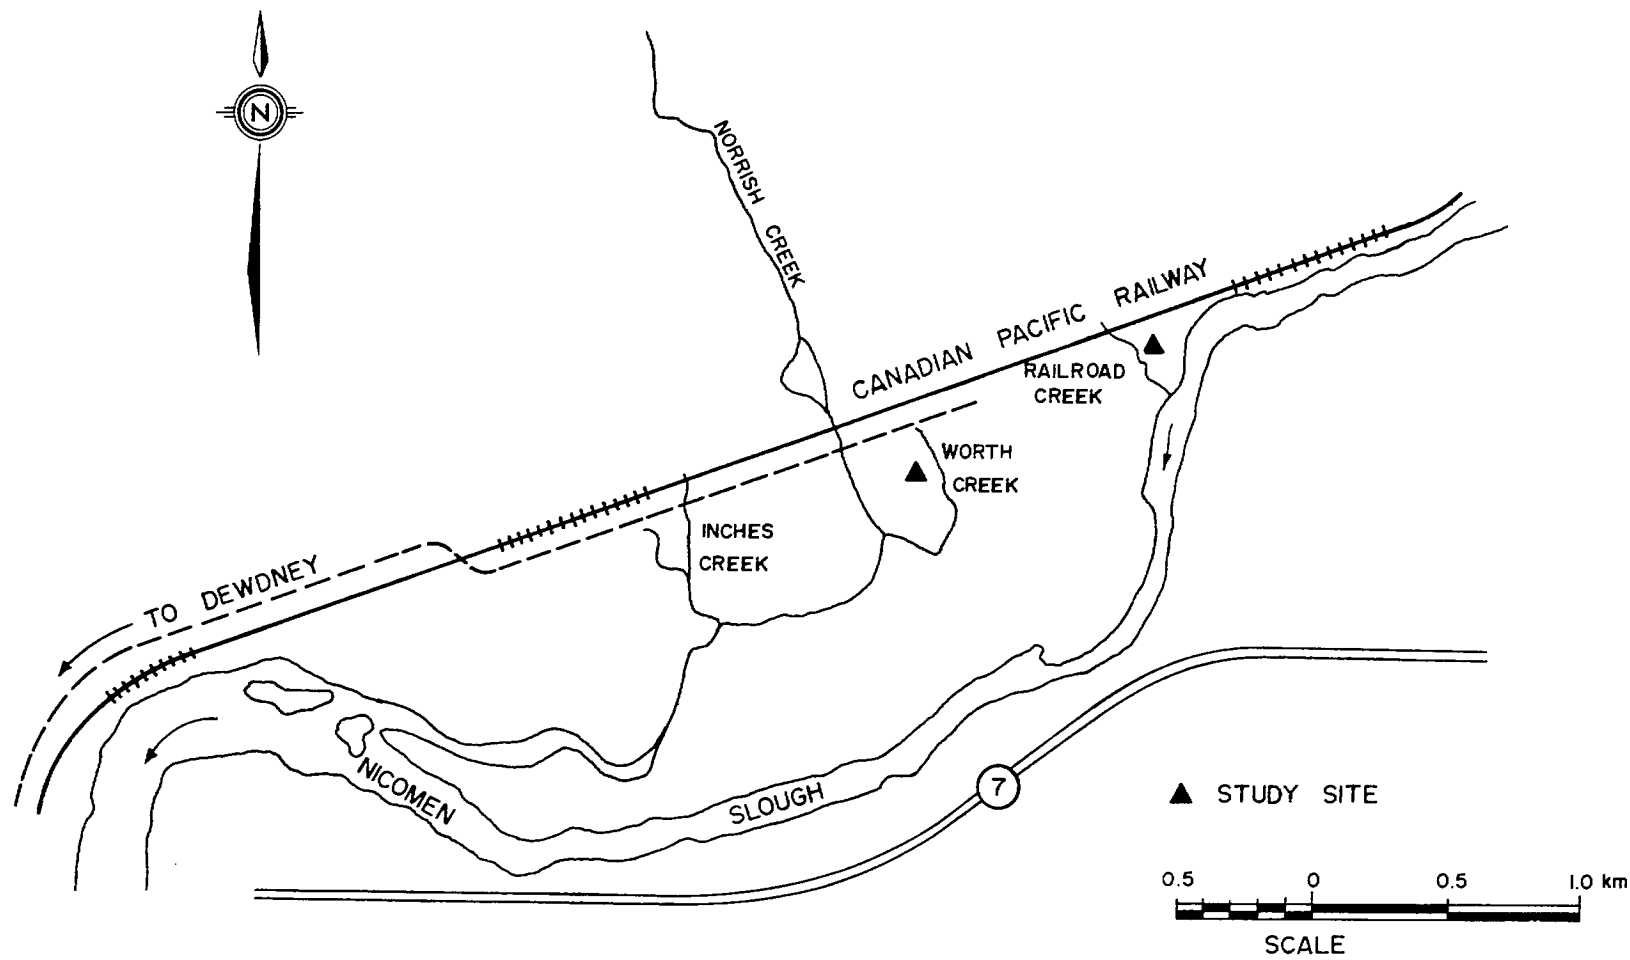 N
NORRISH CREEK
CANADIAN PACIFIC RAILWAY
RAILROAD
CREEK
WORTH
CREEK
INCHES
CREEK
TO DEWDNEY
NICOMEN SLOUGH
7
STUDY SITE
0.5 0 0.5 1.0 km
SCALE